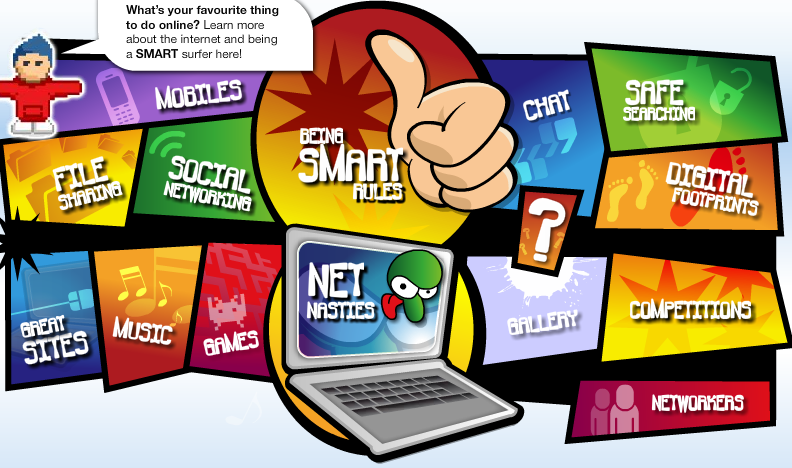 What's your favourite thing
to do online? Learn more
about the internet and being
a SMART surfer here!
MOBILES
BEING
SMART
RULES
CHAT
SAFE
SEARCHING
FILE
SHARING
SOCIAL
NETWORKING
DIGITAL
FOOTPRINTS
?
GREAT
SITES
MUSIC
GAMES
NET
NASTIES
GALLERY
COMPETITIONS
NETWORKERS